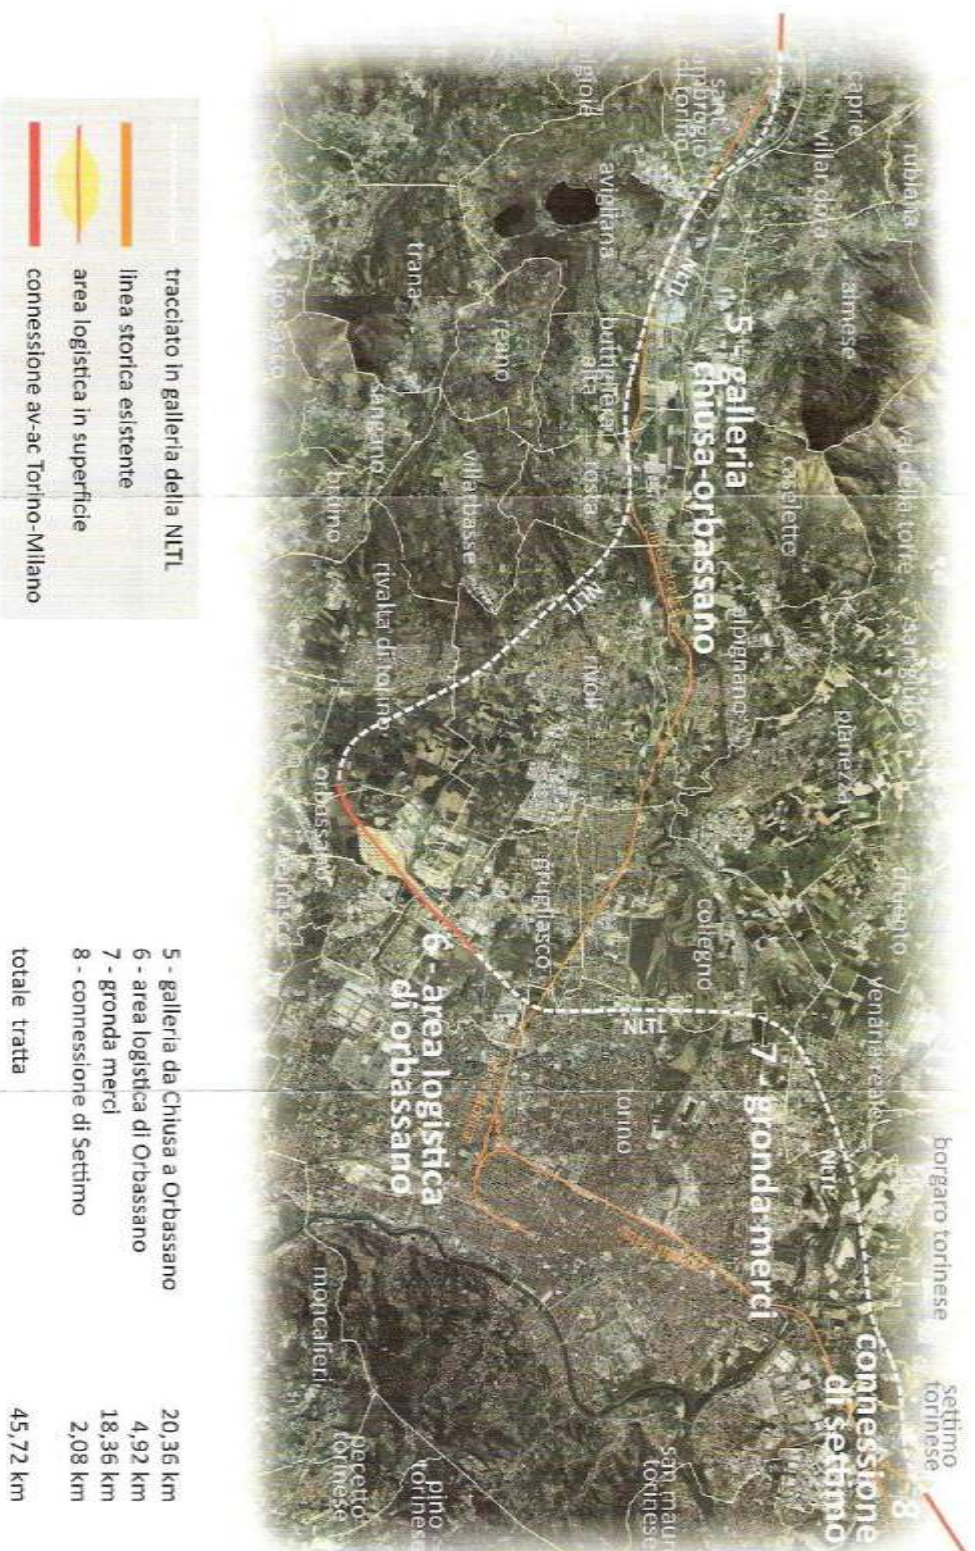 rubiana
caprie
villar dora
almese
val della torre
san gillio
druento
venaria reale
borgaro torinese
settimo
torinese
sant
ambrogio
di torino
5 - galleria
chiusa-orbassano
caselette
alpignano
pianezza
collegno
7 - gronda merci
connessione
di settimo
8
NLTL
avigliana
buttigliera
alta
rosta
rivoli
NLTL
grugliasco
NLTL
torino
NLTL
san mauro
torinese
trana
reano
villarbasse
sangano
bruino
rivalta di torino
orbassano
6 - area logistica
di orbassano
moncalieri
pino
torinese
pecetto
torinese
tracciato in galleria della NLTL
linea storica esistente
area logistica in superficie
connessione av-ac Torino-Milano
5 - galleria da Chiusa a Orbassano 20,36 km
6 - area logistica di Orbassano 4,92 km
7 - gronda merci 18,36 km
8 - connessione di Settimo 2,08 km
totale tratta 45,72 km